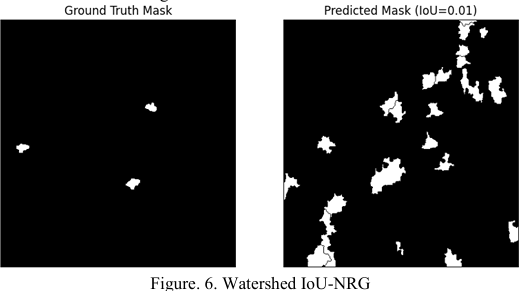 Ground Truth Mask
Predicted Mask (IoU=0.01)
Figure. 6. Watershed IoU-NRG